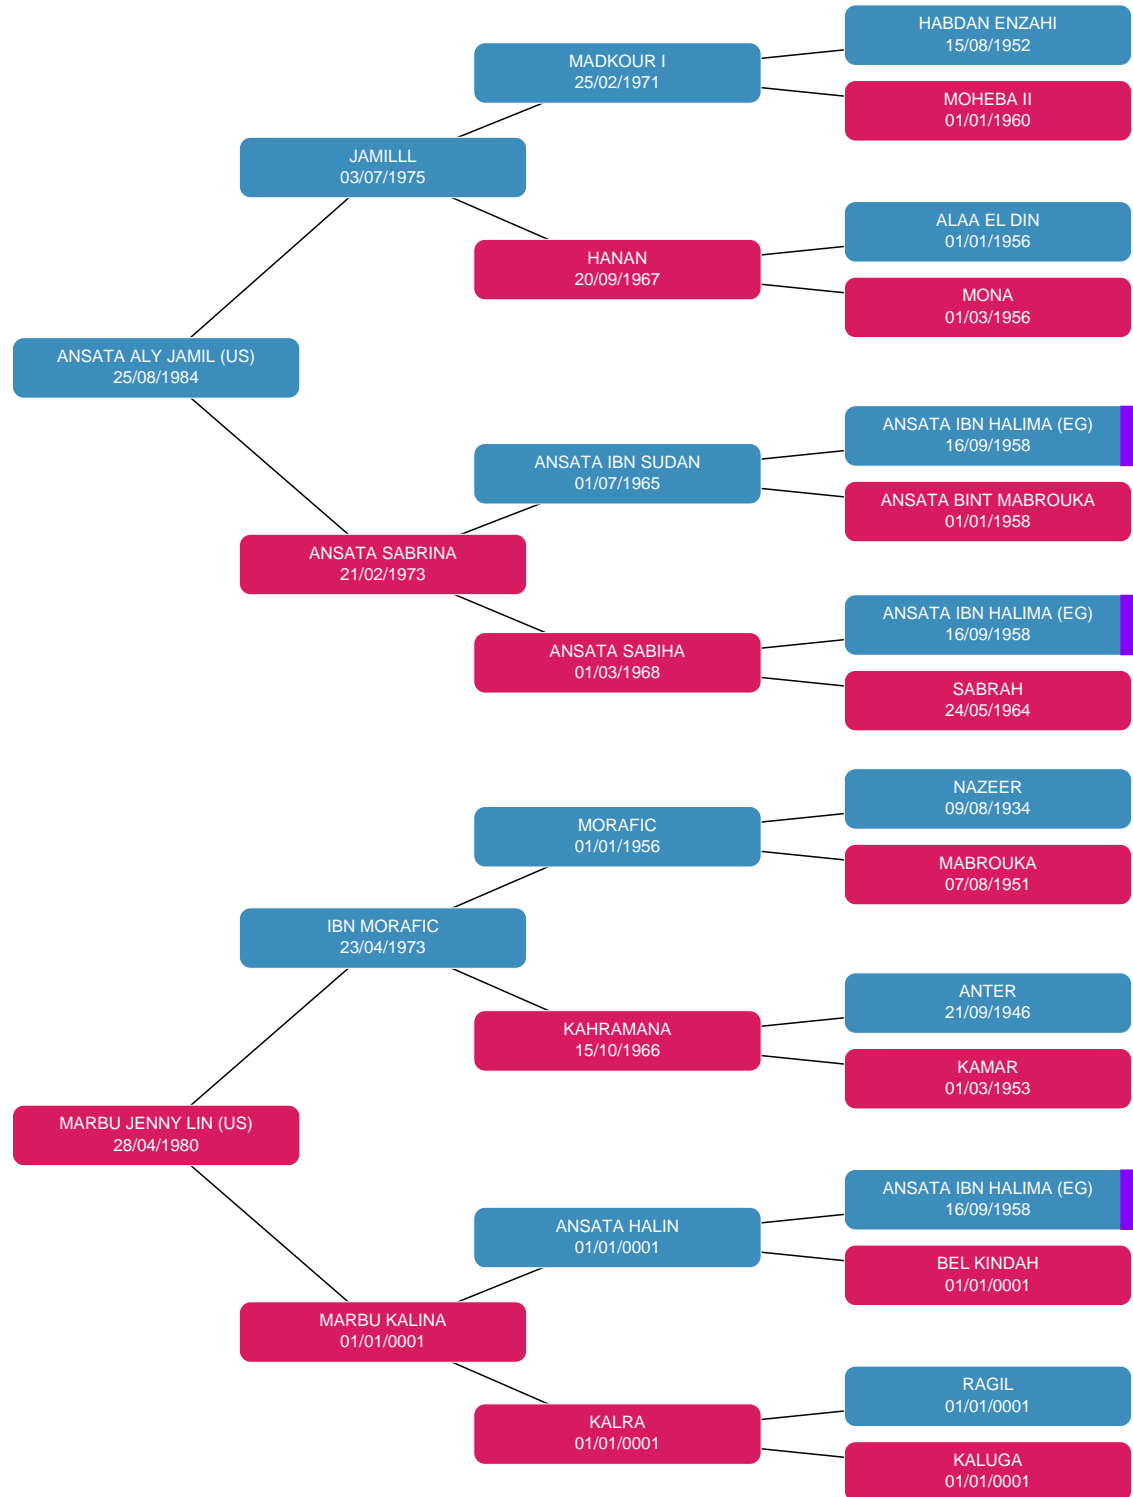 HABDAN ENZAHI
15/08/1952
MADKOUR I
25/02/1971
MOHEBA II
01/01/1960
JAMILLL
03/07/1975
ALAA EL DIN
01/01/1956
HANAN
20/09/1967
MONA
01/03/1956
ANSATA ALY JAMIL (US)
25/08/1984
ANSATA IBN HALIMA (EG)
16/09/1958
ANSATA IBN SUDAN
01/07/1965
ANSATA BINT MABROUKA
01/01/1958
ANSATA SABRINA
21/02/1973
ANSATA IBN HALIMA (EG)
16/09/1958
ANSATA SABIHA
01/03/1968
SABRAH
24/05/1964
NAZEER
09/08/1934
MORAFIC
01/01/1956
MABROUKA
07/08/1951
IBN MORAFIC
23/04/1973
ANTER
21/09/1946
KAHRAMANA
15/10/1966
KAMAR
01/03/1953
MARBU JENNY LIN (US)
28/04/1980
ANSATA IBN HALIMA (EG)
16/09/1958
ANSATA HALIN
01/01/0001
BEL KINDAH
01/01/0001
MARBU KALINA
01/01/0001
RAGIL
01/01/0001
KALRA
01/01/0001
KALUGA
01/01/0001